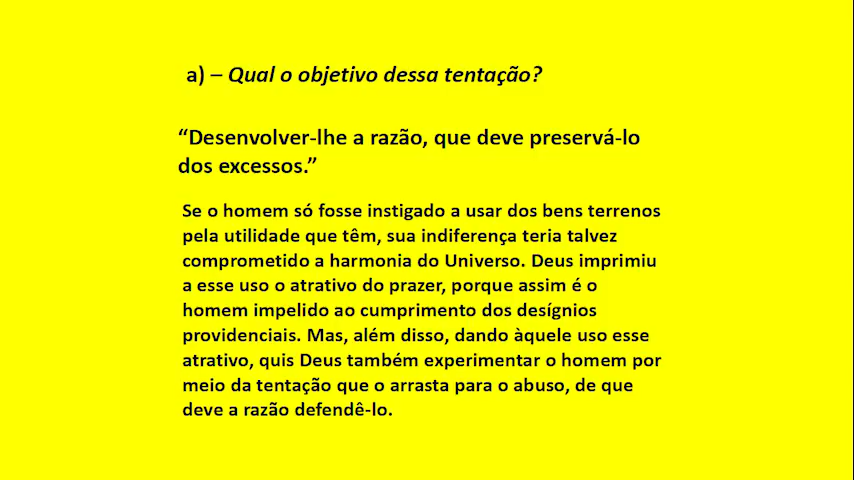 a) – Qual o objetivo dessa tentação?
“Desenvolver-lhe a razão, que deve preservá-lo
dos excessos.”
Se o homem só fosse instigado a usar dos bens terrenos
pela utilidade que têm, sua indiferença teria talvez
comprometido a harmonia do Universo. Deus imprimiu
a esse uso o atrativo do prazer, porque assim é o
homem impelido ao cumprimento dos desígnios
providenciais. Mas, além disso, dando àquele uso esse
atrativo, quis Deus também experimentar o homem por
meio da tentação que o arrasta para o abuso, de que
deve a razão defendê-lo.